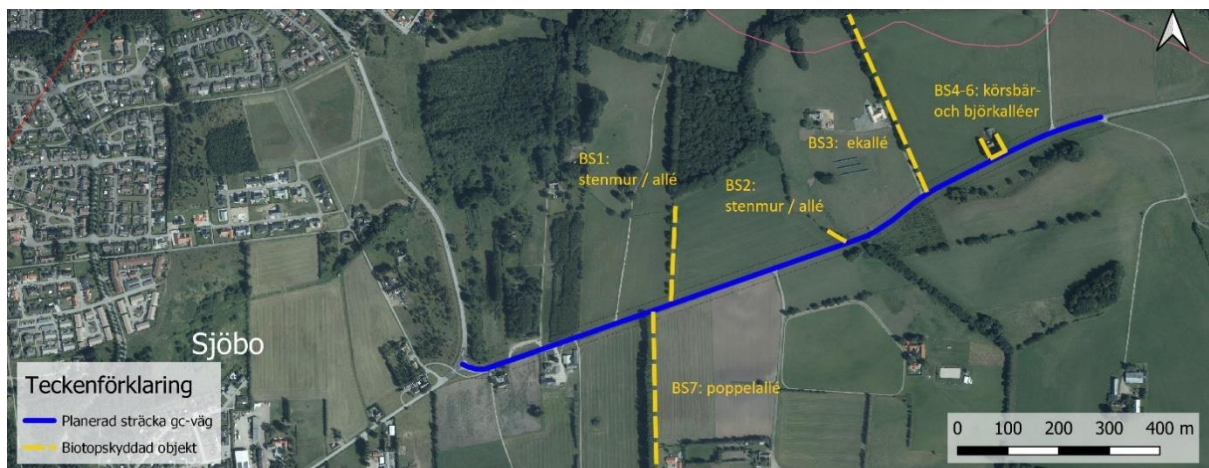 BS4-6: körsbär-
och björkalléer
BS3: ekallé
BS1:
stenmur / allé
BS2:
stenmur / allé
Sjöbo
BS7: poppelallé
Teckenförklaring
Planerad sträcka gc-väg
Biotopskyddad objekt
0 100 200 300 400 m